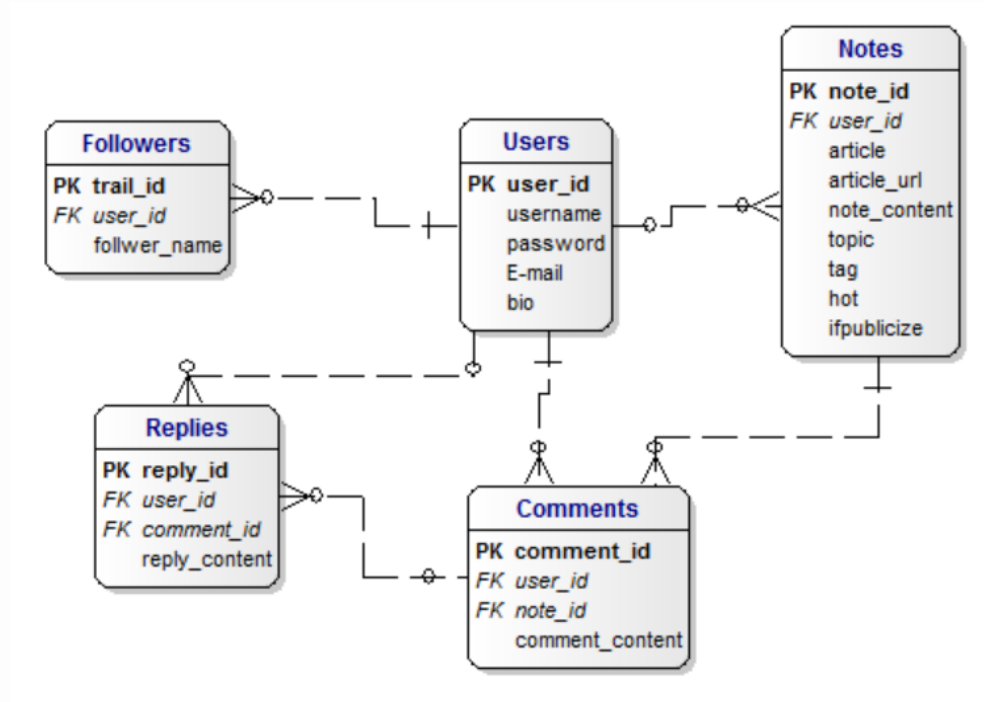 Followers
PK trail_id
FK user_id
follwer_name
Users
PK user_id
username
password
E-mail
bio
Notes
PK note_id
FK user_id
article
article_url
note_content
topic
tag
hot
ifpublicize
Replies
PK reply_id
FK user_id
FK comment_id
reply_content
Comments
PK comment_id
FK user_id
FK note_id
comment_content